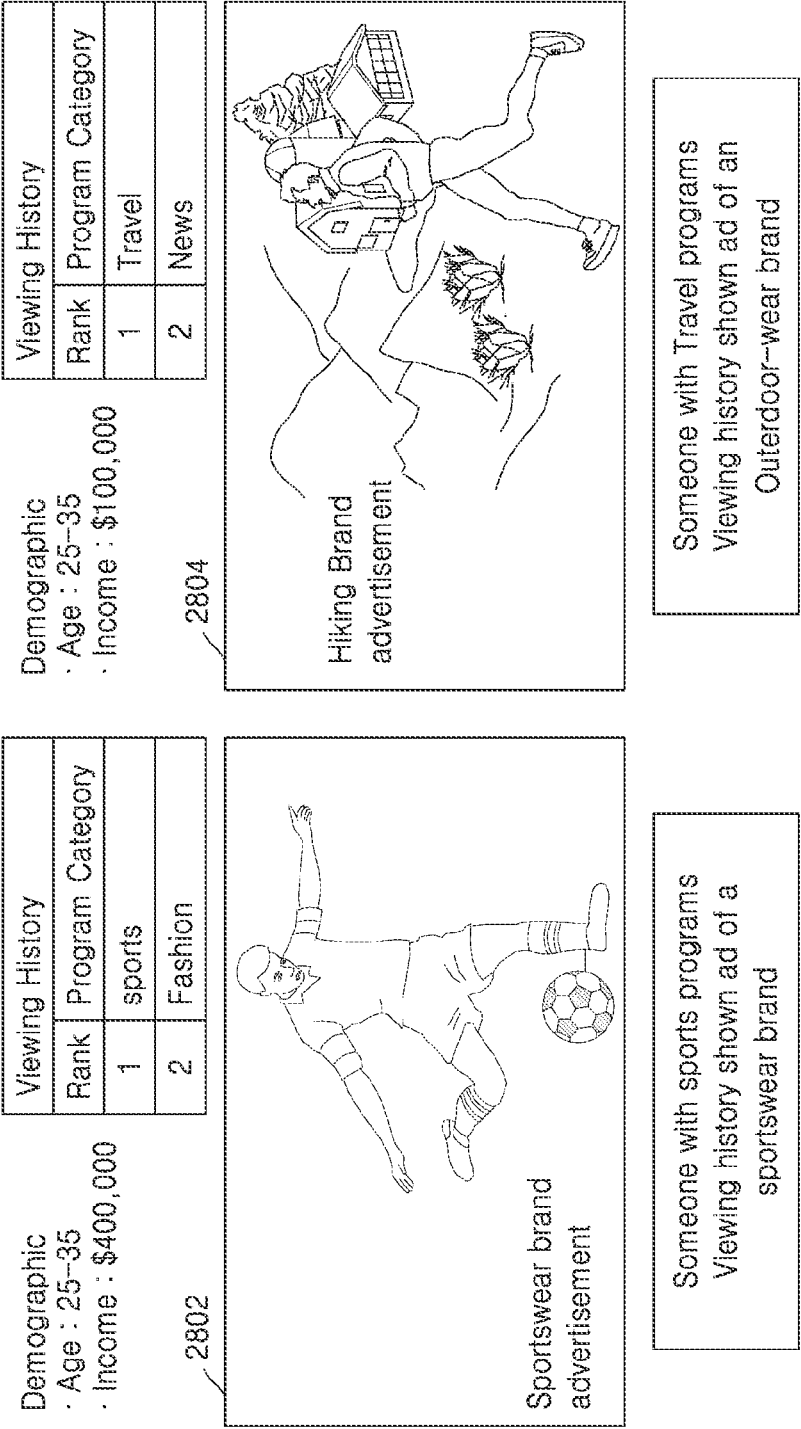 Demographic
· Age : 25-35
· Income : $400,000
Viewing History
Rank Program Category
1 sports
2 Fashion
2802
Sportswear brand
advertisement
Someone with sports programs
Viewing history shown ad of a
sportswear brand
Demographic
· Age : 25-35
· Income : $100,000
Viewing History
Rank Program Category
1 Travel
2 News
2804
Hiking Brand
advertisement
Someone with Travel programs
Viewing history shown ad of an
Outerdoor-wear brand